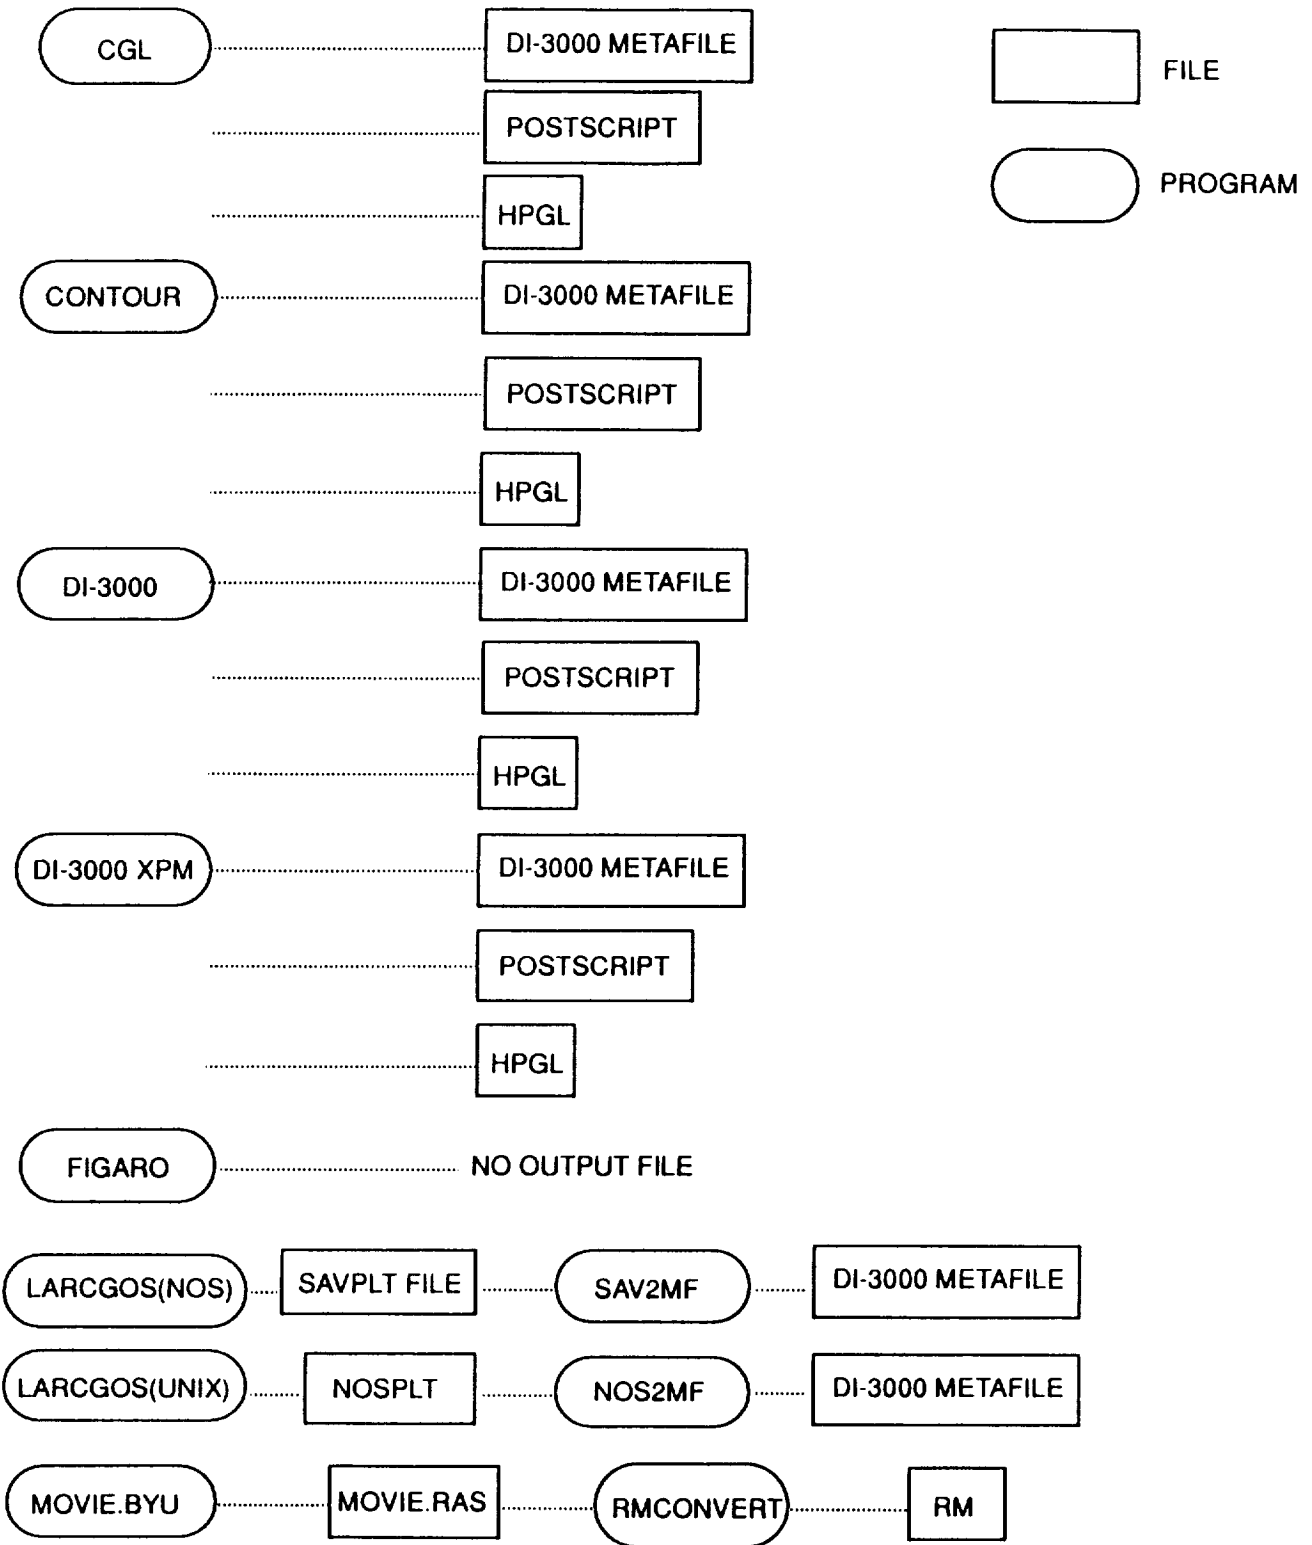 CGL
DI-3000 METAFILE
FILE
POSTSCRIPT
PROGRAM
HPGL
CONTOUR
DI-3000 METAFILE
POSTSCRIPT
HPGL
DI-3000
DI-3000 METAFILE
POSTSCRIPT
HPGL
DI-3000 XPM
DI-3000 METAFILE
POSTSCRIPT
HPGL
FIGARO
NO OUTPUT FILE
LARCGOS(NOS)
SAVPLT FILE
SAV2MF
DI-3000 METAFILE
LARCGOS(UNIX)
NOSPLT
NOS2MF
DI-3000 METAFILE
MOVIE.BYU
MOVIE.RAS
RMCONVERT
RM